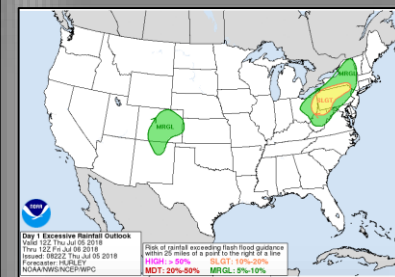 MRGL
SLGT
MRGL
NOAA
Day 1 Excessive Rainfall Outlook
Valid 12Z Thu Jul 05 2018
Thru 12Z Fri Jul 06 2018
Issued: 0822Z Thu Jul 05 2018
Forecaster: HURLEY
NOAA/NWS/NCEP/WPC
Risk of rainfall exceeding flash flood guidance
within 25 miles of a point to the right of a line
HIGH: > 50% SLGT: 10%-20%
MDT: 20%-50% MRGL: 5%-10%